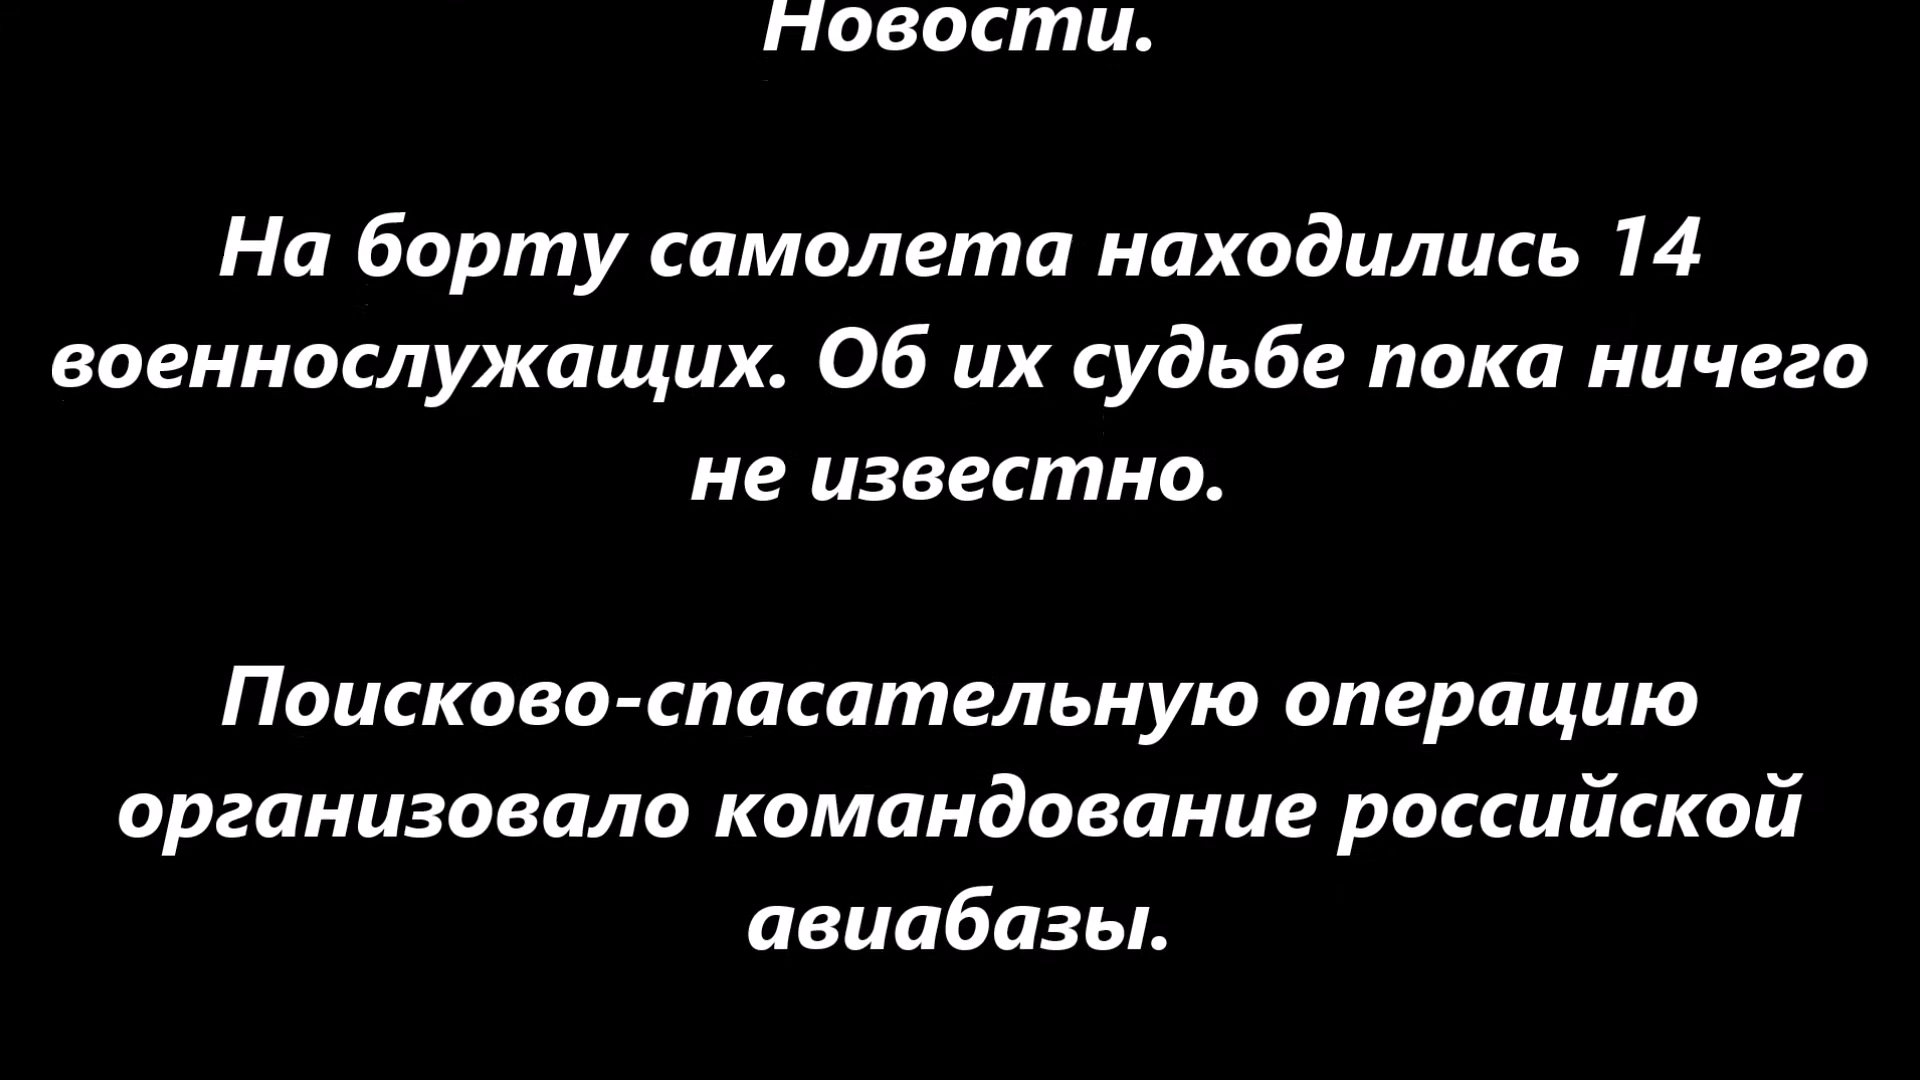 Новости.
На борту самолета находились 14
военнослужащих. Об их судьбе пока ничего
не известно.
Поисково-спасательную операцию
организовало командование российской
авиабазы.